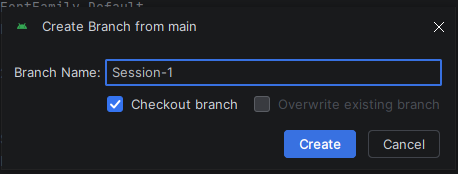 FontFamily.Default
Create Branch from main
Branch Name: Session-1
Checkout branch Overwrite existing branch
Create Cancel